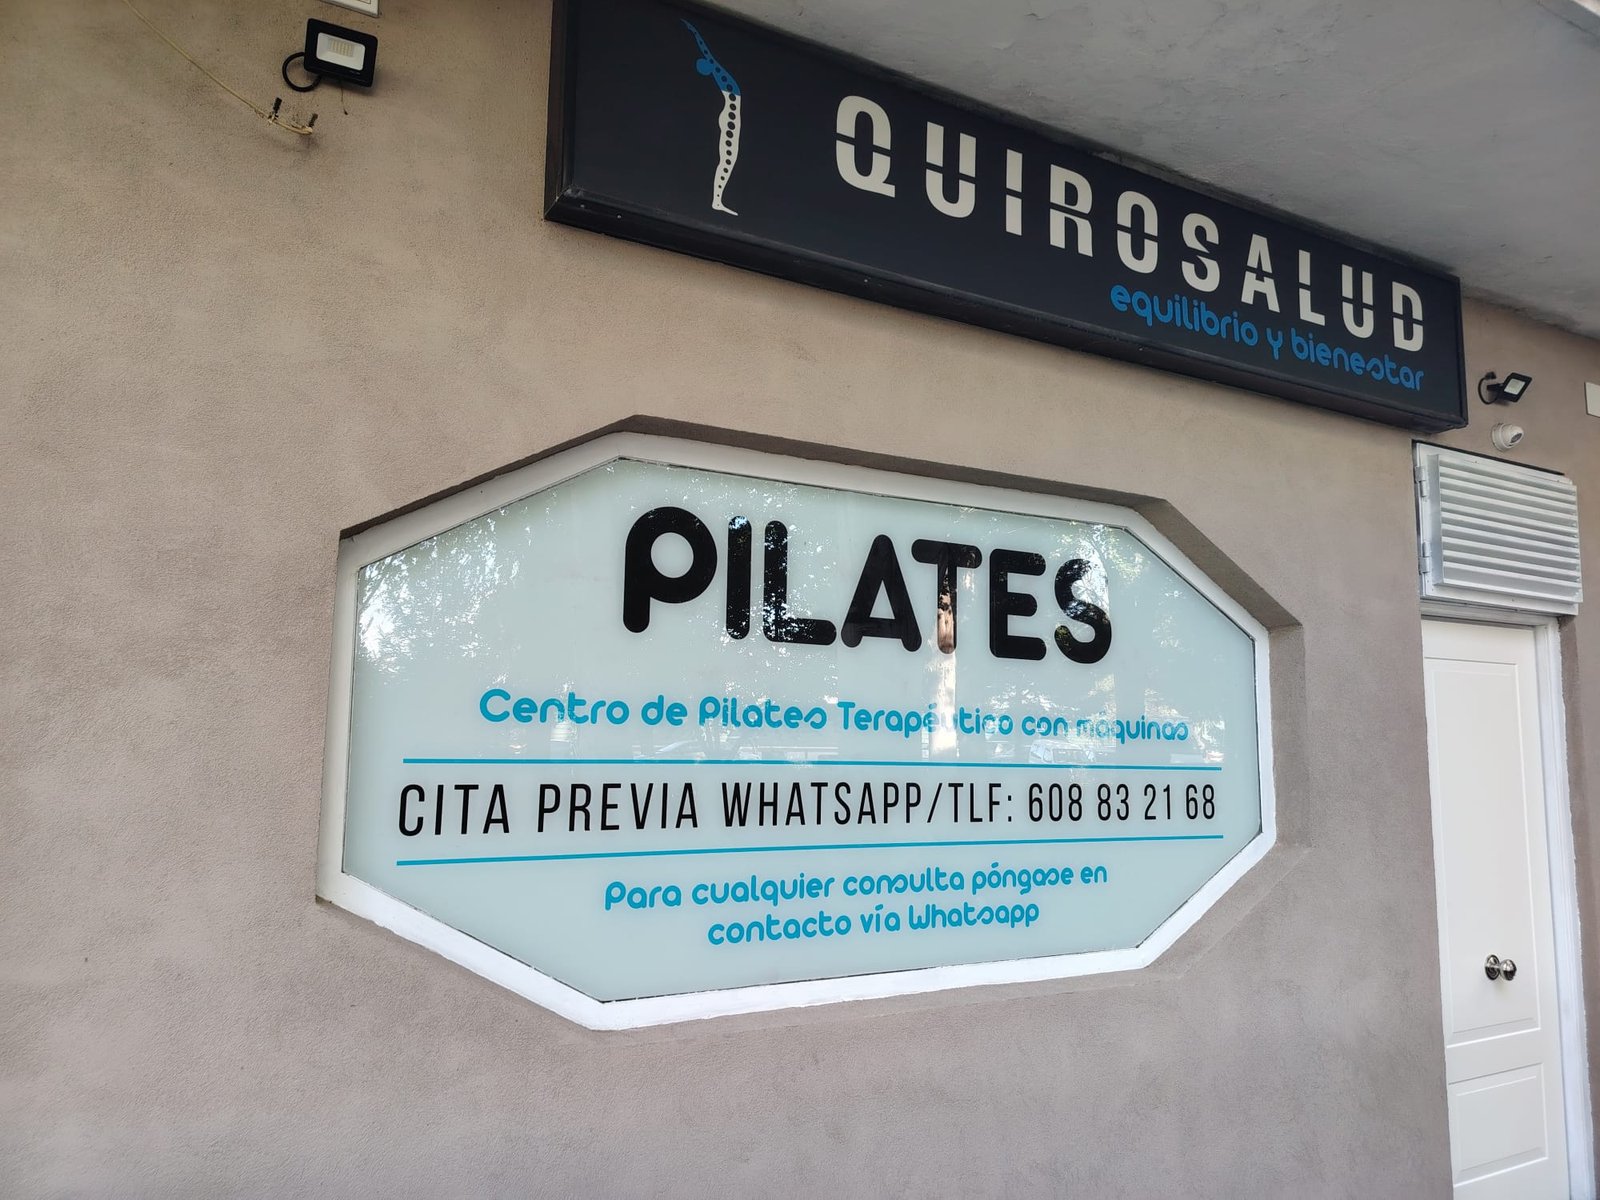 QUIROSALUD
equilibrio y bienestar
PILATES
Centro de Pilates Terapéutico con máquinas
CITA PREVIA WHATSAPP/TLF: 608 83 21 68
Para cualquier consulta póngase en
contacto vía Whatsapp